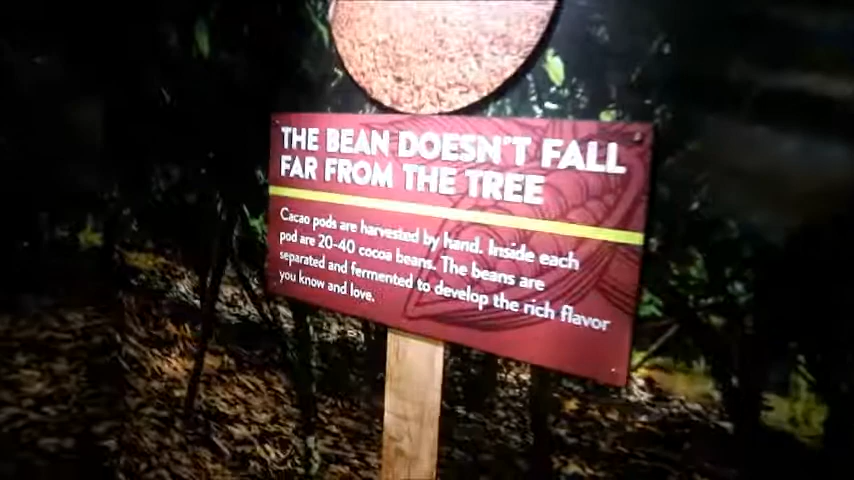 THE BEAN DOESN'T FALL
FAR FROM THE TREE
Cacao pods are harvested by hand. Inside each
pod are 20-40 cocoa beans. The beans are
separated and fermented to develop the rich flavor
you know and love.